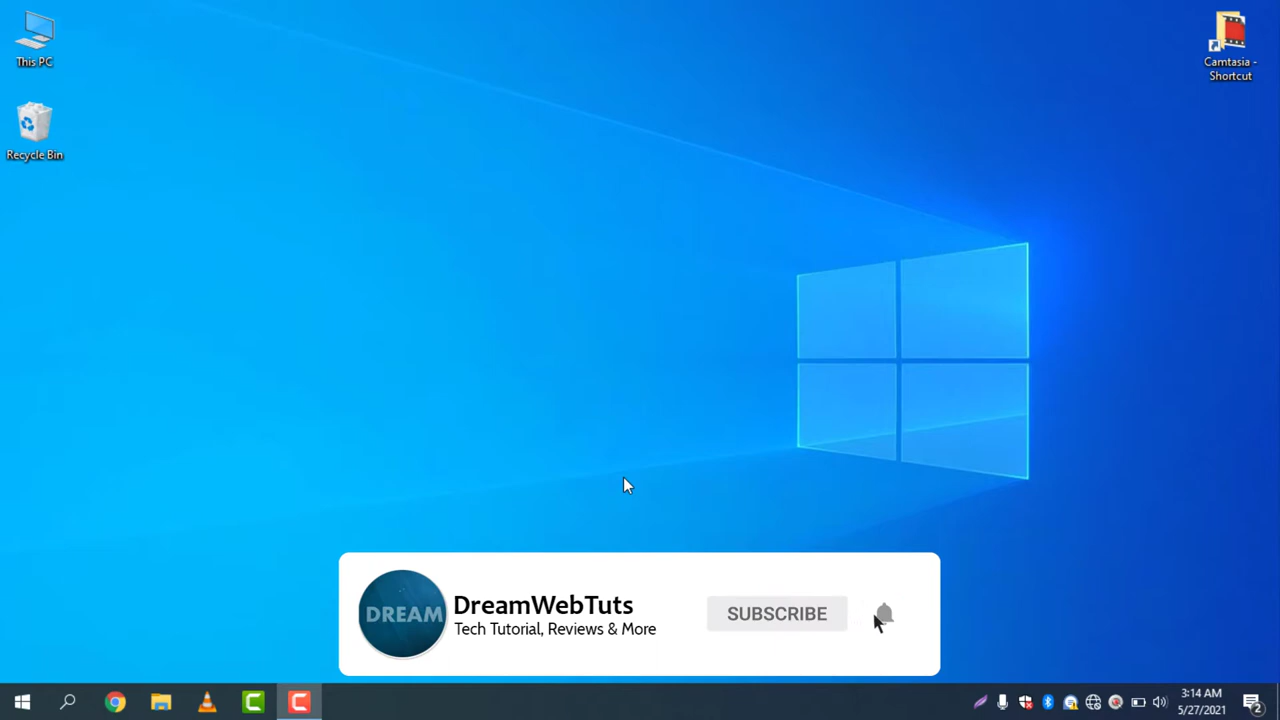 This PC
Recycle Bin
Camtasia -
Shortcut
DREAM
DreamWebTuts
Tech Tutorial, Reviews & More
SUBSCRIBE
3:14 AM
5/27/2021
2